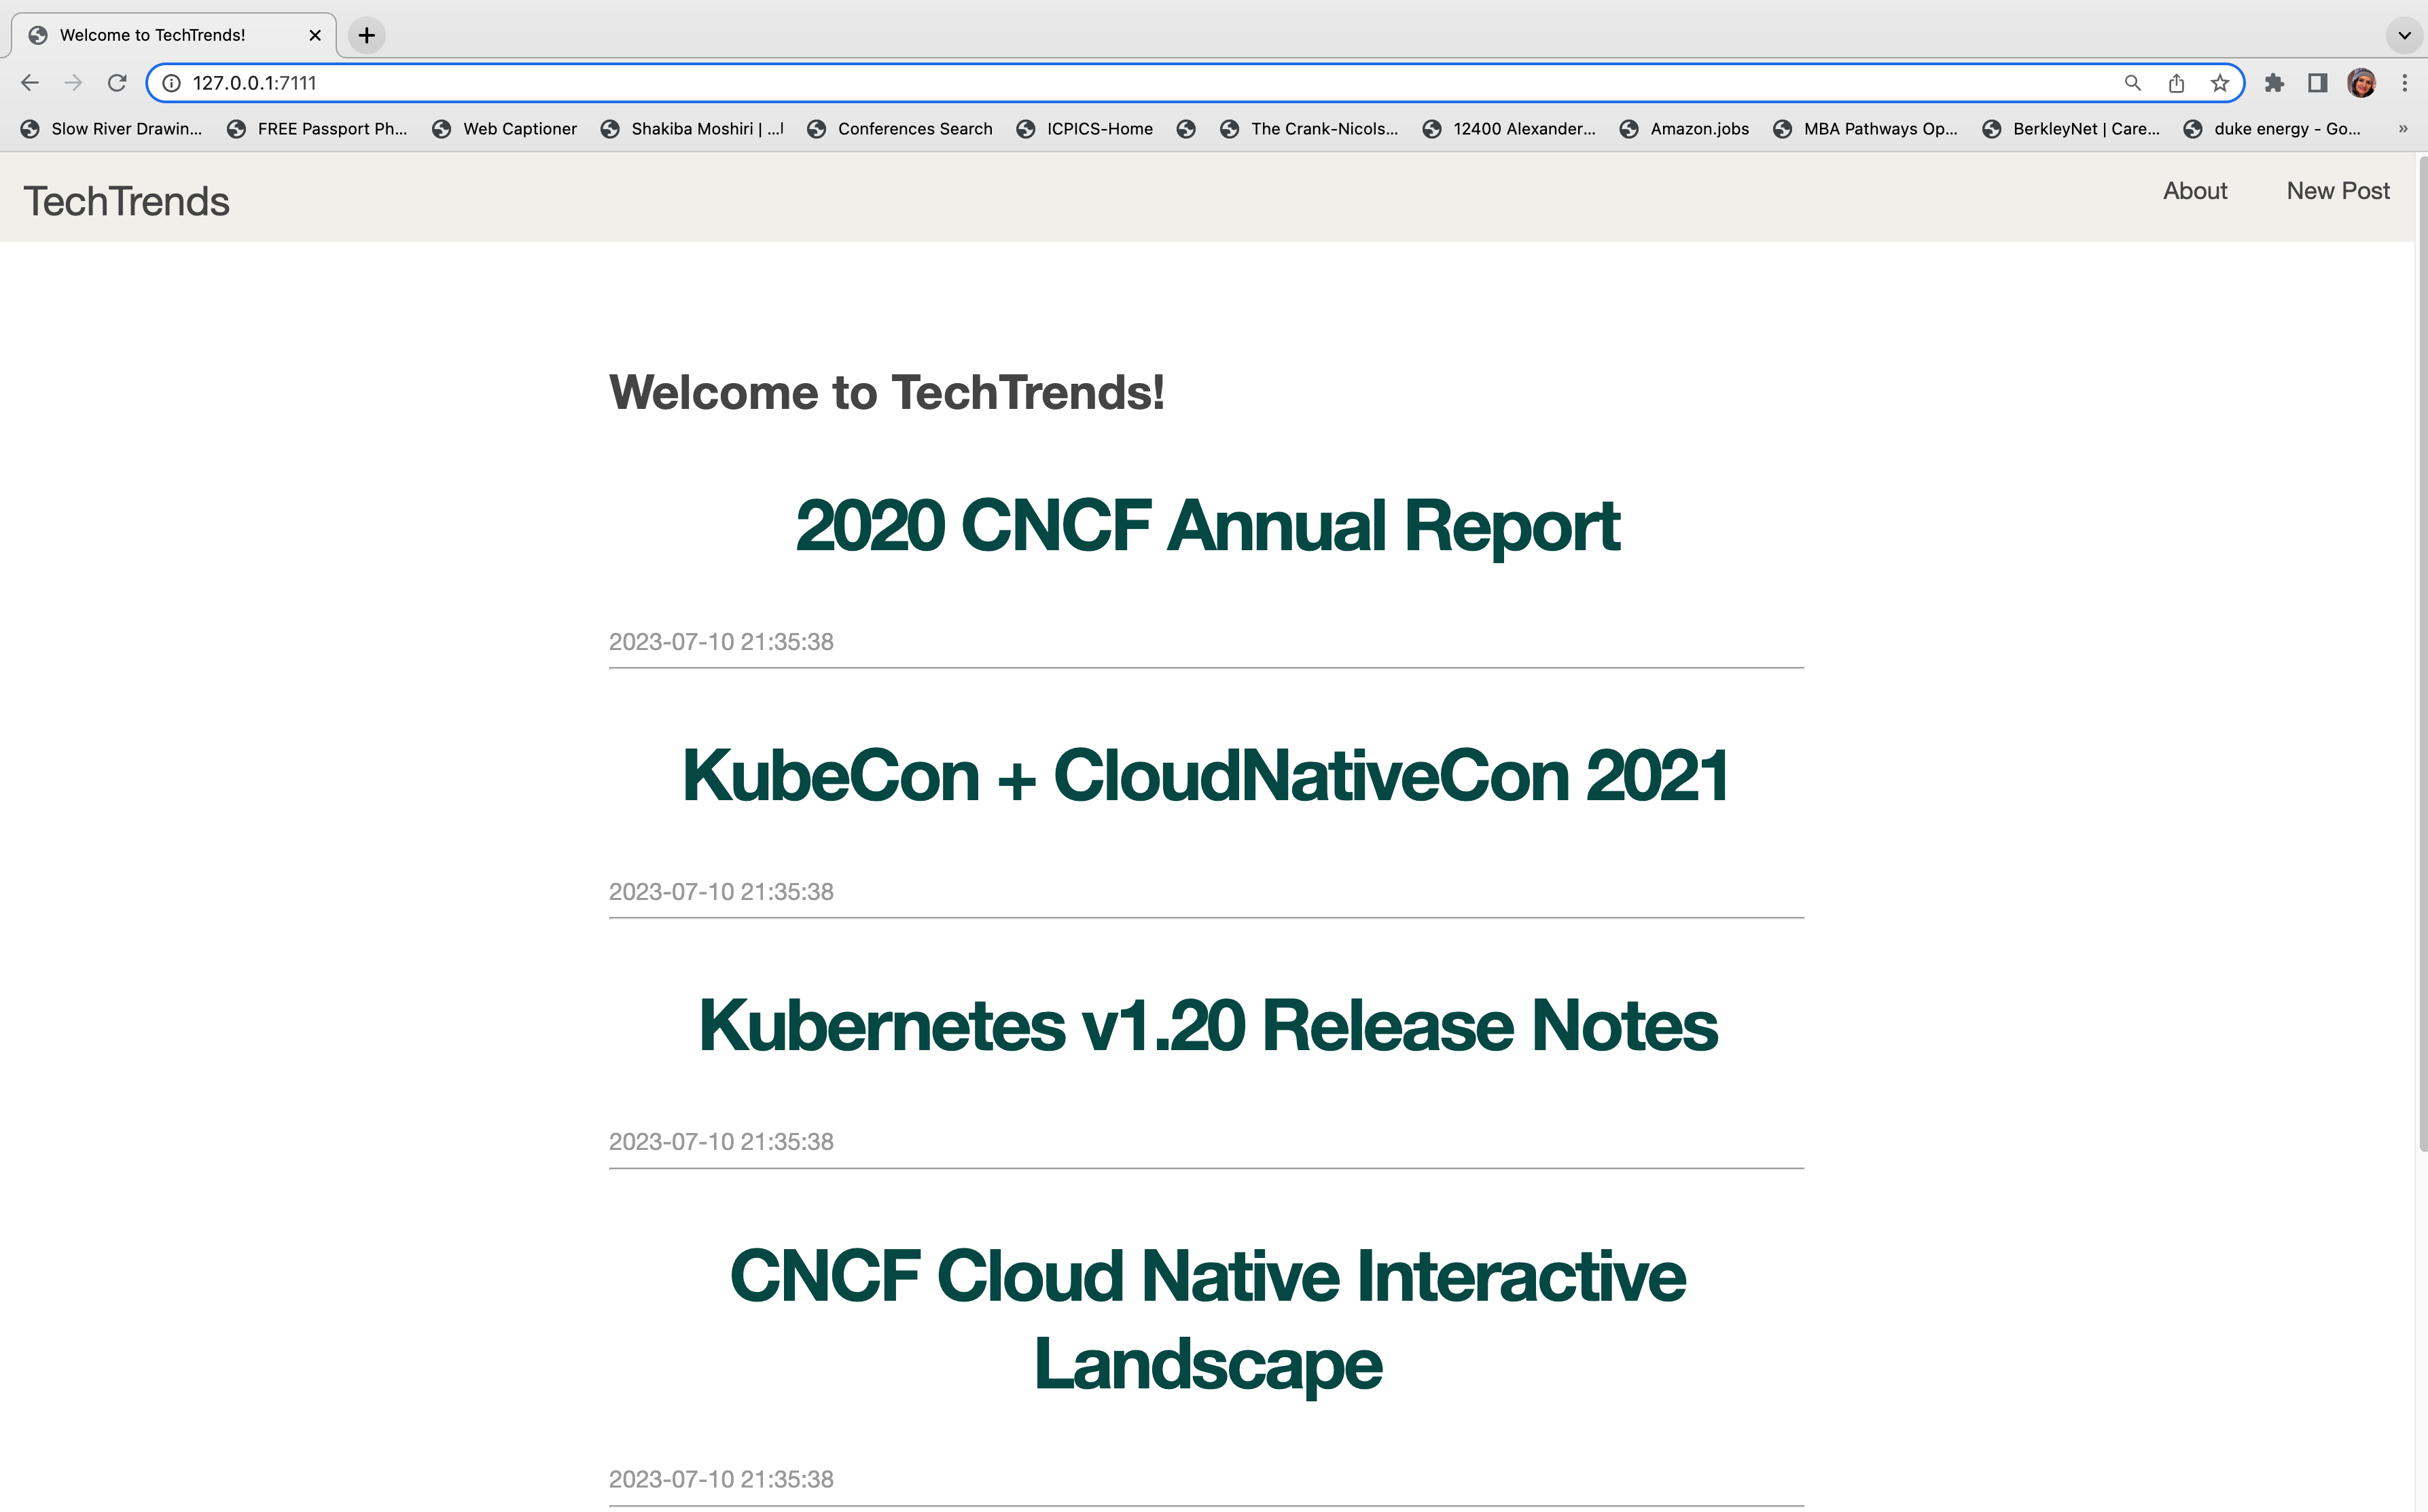 Welcome to TechTrends!
127.0.0.1:7111
Slow River Drawin... FREE Passport Ph... Web Captioner Shakiba Moshiri | ...l Conferences Search ICPICS-Home The Crank-Nicols... 12400 Alexander... Amazon.jobs MBA Pathways Op... BerkleyNet | Care... duke energy - Go... »
TechTrends About New Post
Welcome to TechTrends!
2020 CNCF Annual Report
2023-07-10 21:35:38
KubeCon + CloudNativeCon 2021
2023-07-10 21:35:38
Kubernetes v1.20 Release Notes
2023-07-10 21:35:38
CNCF Cloud Native Interactive
Landscape
2023-07-10 21:35:38